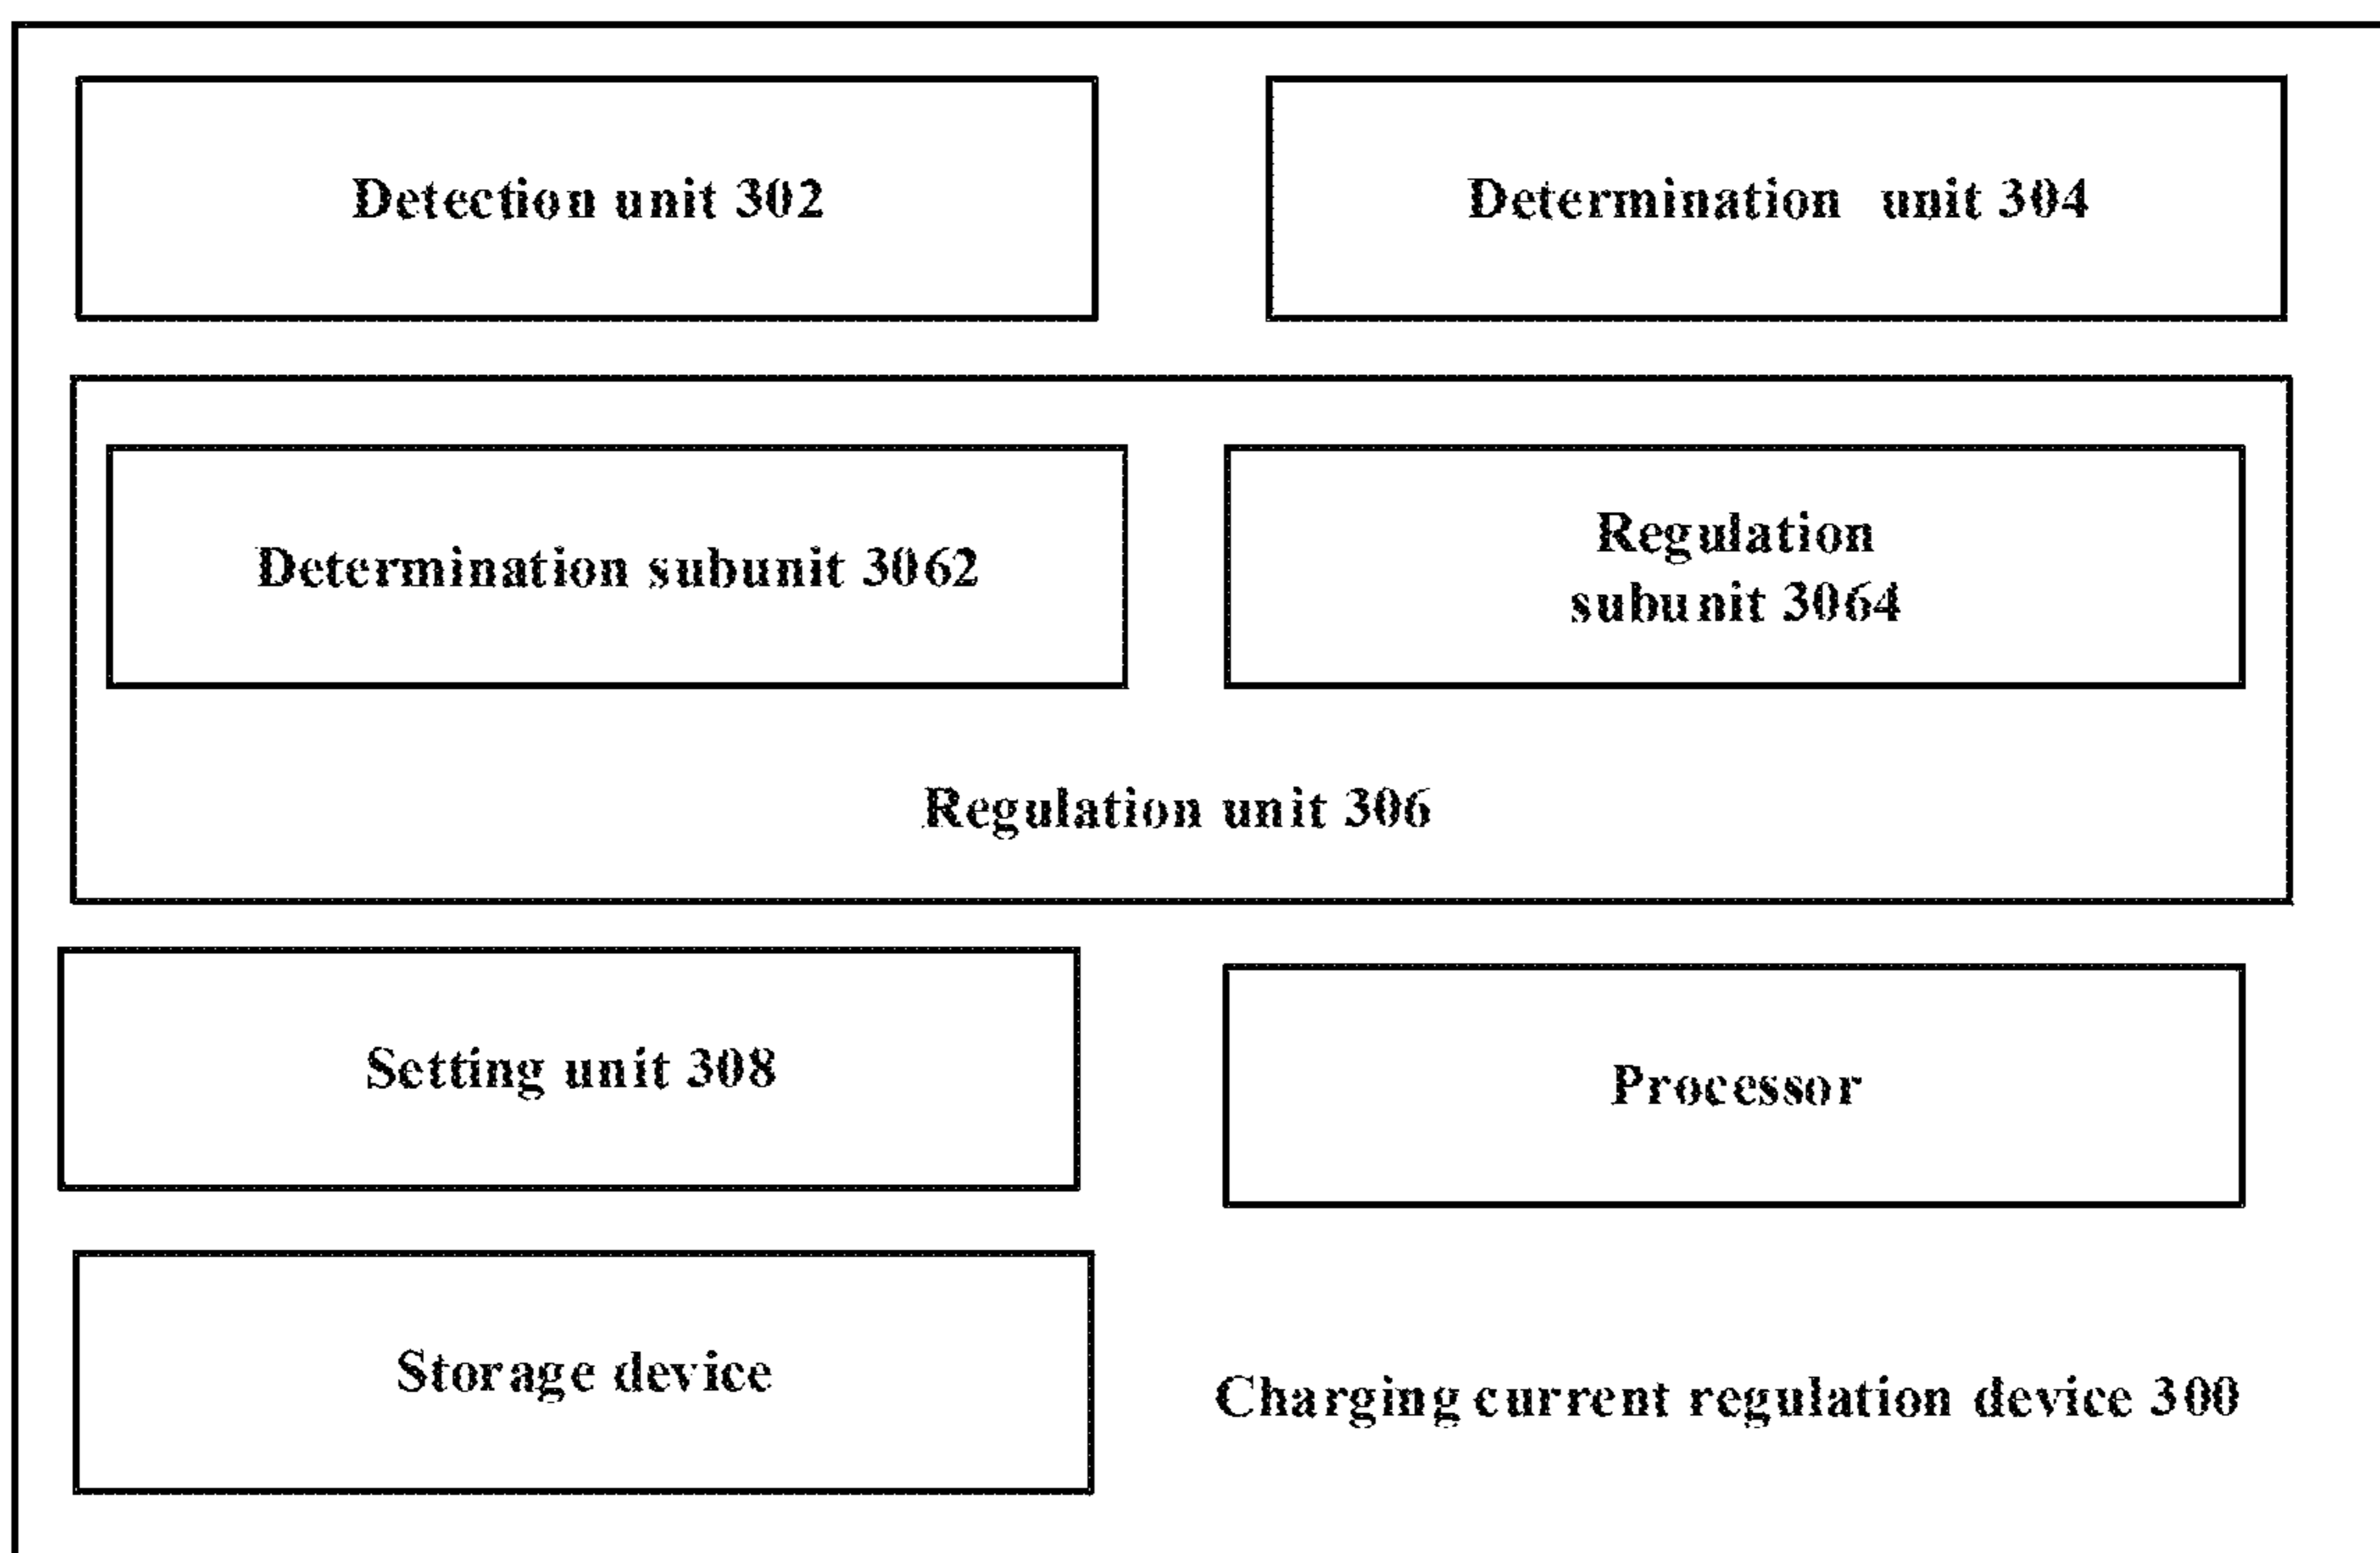 Detection unit 302
Determination unit 304
Determination subunit 3062
Regulation
subunit 3064
Regulation unit 306
Setting unit 308
Processor
Storage device
Charging current regulation device 300